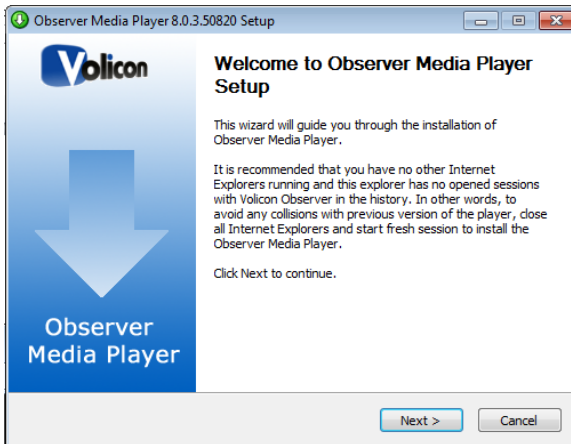 Observer Media Player 8.0.3.50820 Setup
Volicon
Welcome to Observer Media Player
Setup
This wizard will guide you through the installation of
Observer Media Player.
It is recommended that you have no other Internet
Explorers running and this explorer has no opened sessions
with Volicon Observer in the history. In other words, to
avoid any collisions with previous version of the player, close
all Internet Explorers and start fresh session to install the
Observer Media Player.
Click Next to continue.
Observer
Media Player
Next >
Cancel